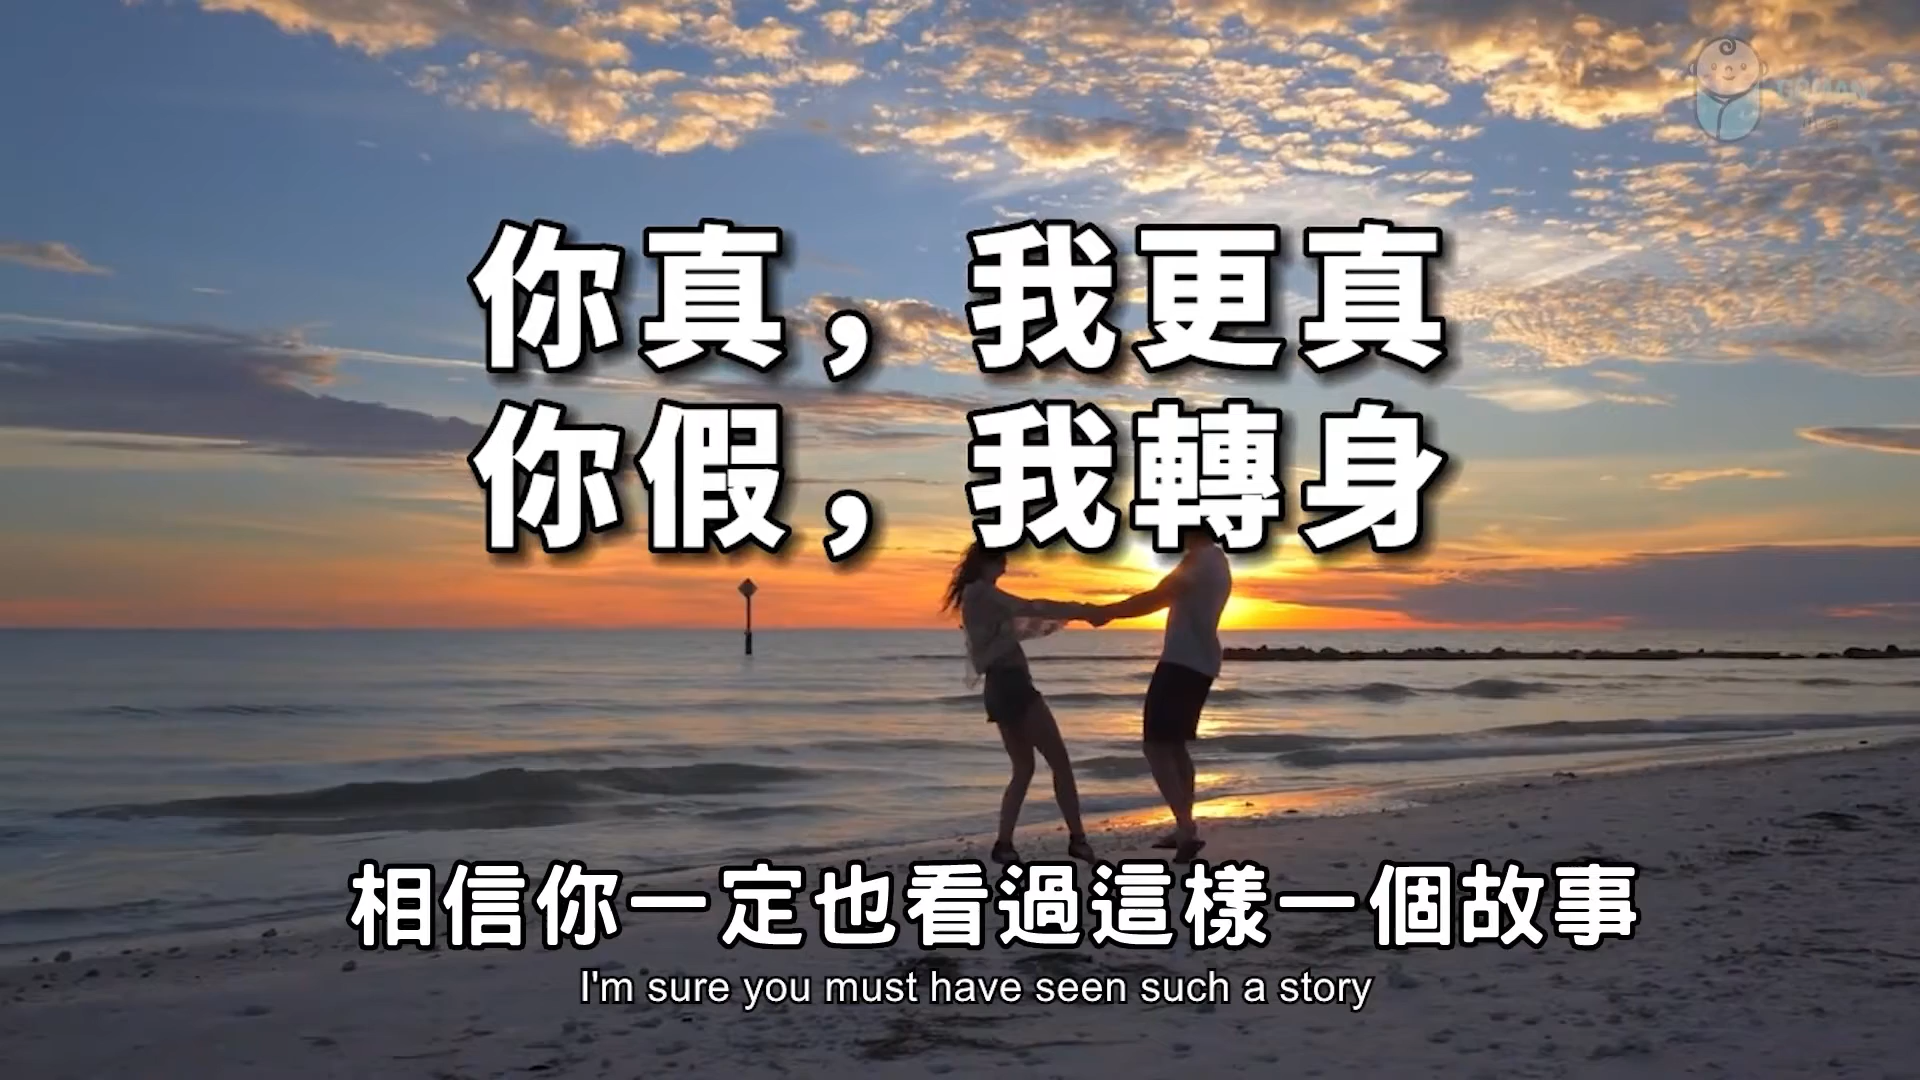 你真，我更真
你假，我轉身
相信你一定也看過這樣一個故事
I'm sure you must have seen such a story